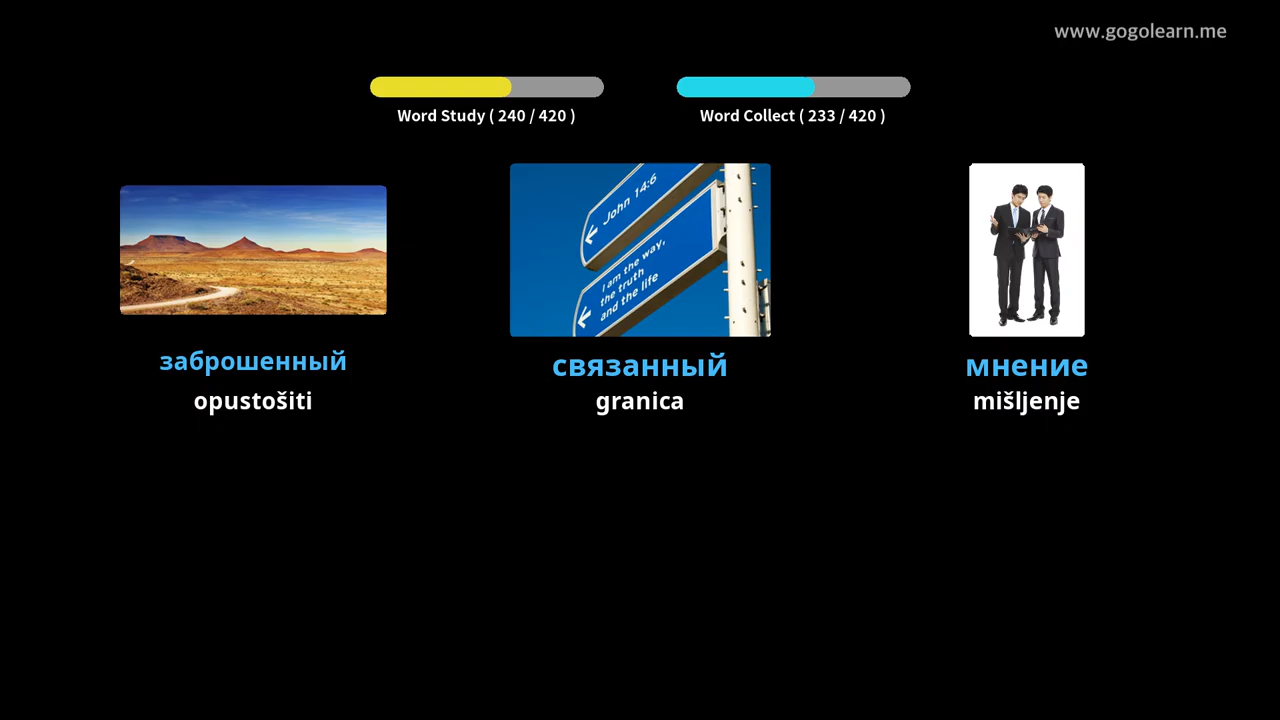 www.gogolearn.me
Word Study ( 240 / 420 )
Word Collect ( 233 / 420 )
John 14:6
I am the way,
the truth
and the life
заброшенный
opustošiti
связанный
granica
мнение
mišljenje